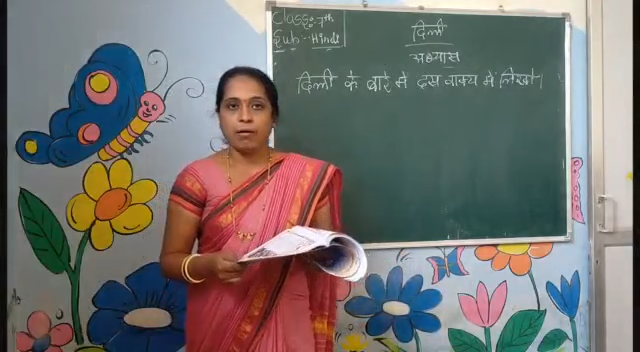 Class: 7th
Sub:- Hindi
दिल्ली
अभ्यास
दिल्ली के बारे में दस वाक्य में लिखो।